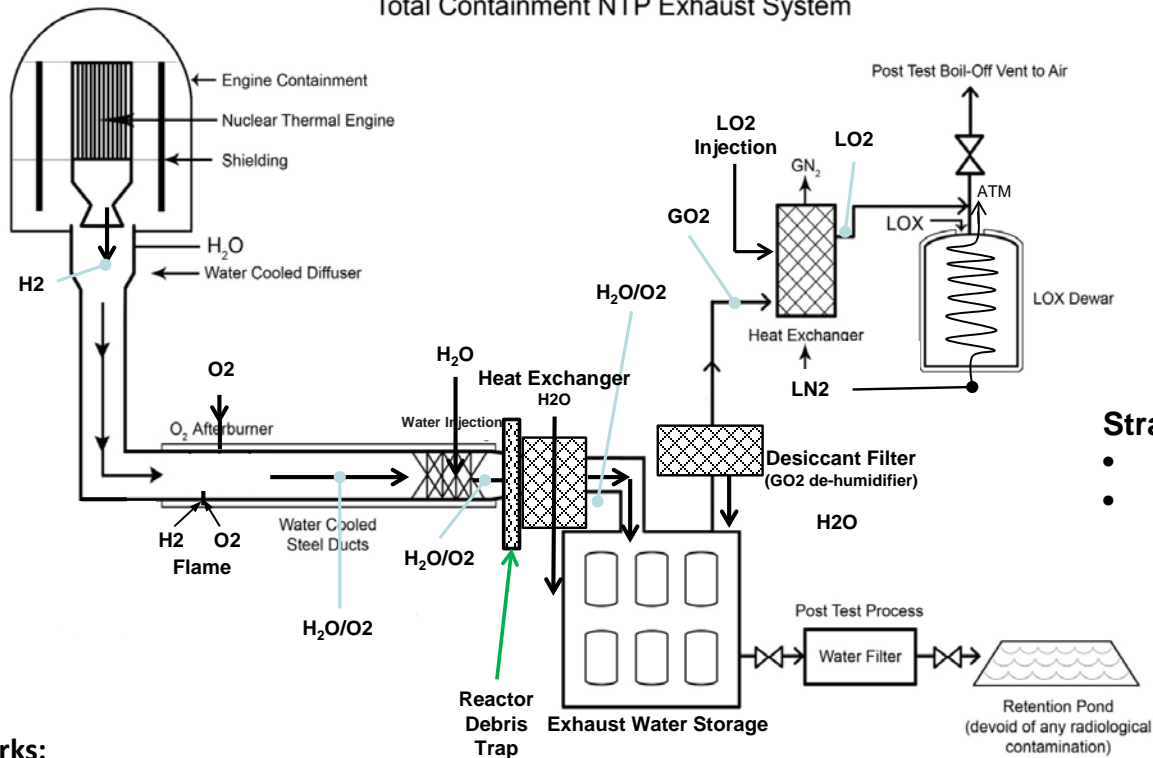 Total Containment NTP Exhaust System
Engine Containment
Nuclear Thermal Engine
Shielding
H₂O
Water Cooled Diffuser
H2
Post Test Boil-Off Vent to Air
LO2
Injection
LO2
GN₂
GO2
ATM
LOX
LOX Dewar
Heat Exchanger
LN2
H₂O/O2
H₂O
O2
Heat Exchanger
H2O
O₂ Afterburner
Water Injection
Desiccant Filter
(GO2 de-humidifier)
H2O
H2 O2
Flame
Water Cooled
Steel Ducts
H₂O/O2
H₂O/O2
Reactor
Debris
Trap
Exhaust Water Storage
Post Test Process
Water Filter
Retention Pond
(devoid of any radiological
contamination)
•
•